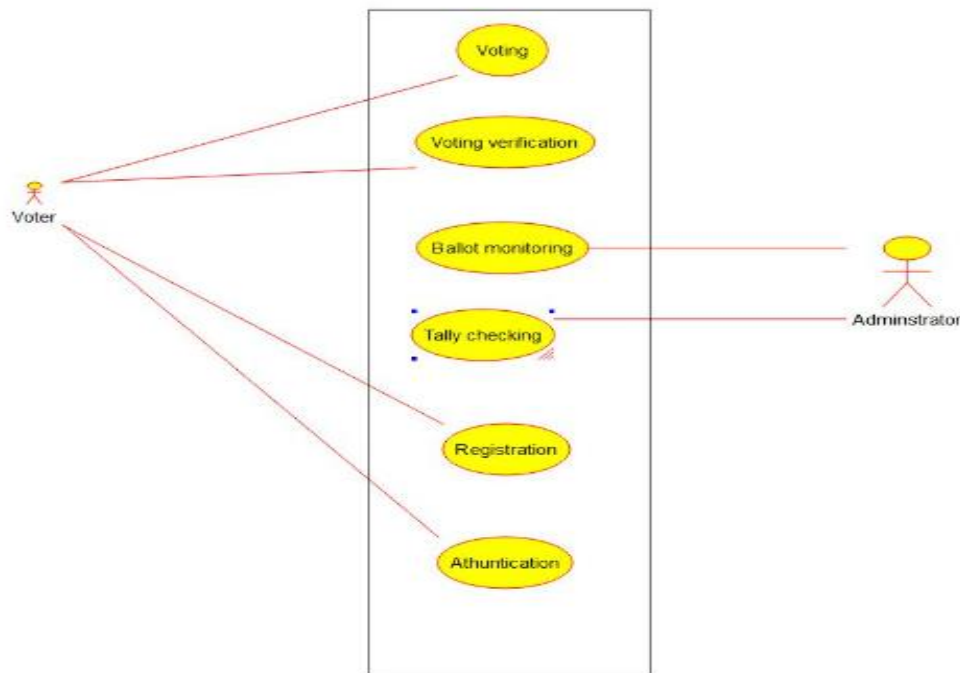 Voting
Voting verification
Voter
Ballot monitoring
Adminstrator
Tally checking
Registration
Athuntication